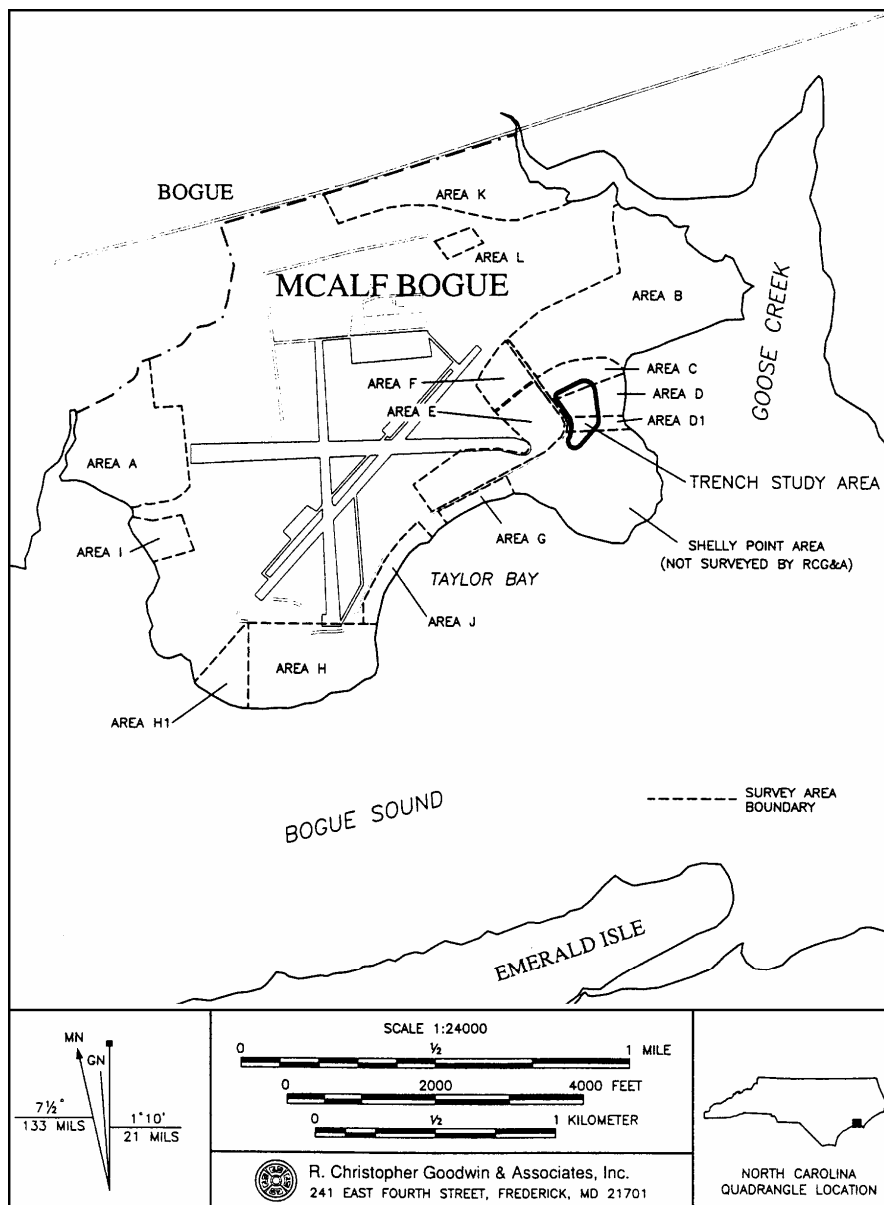 BOGUE
AREA K
AREA L
MCALF BOGUE
AREA B
GOOSE CREEK
AREA C
AREA F
AREA D
AREA E
AREA D1
AREA A
TRENCH STUDY AREA
AREA G
SHELLY POINT AREA
(NOT SURVEYED BY RCG&A)
AREA I
TAYLOR BAY
AREA J
AREA H
AREA H1
SURVEY AREA
BOUNDARY
BOGUE SOUND
EMERALD ISLE
MN
GN
7½°
133 MILS
1°10'
21 MILS
SCALE 1:24000
0 ½ 1 MILE
0 2000 4000 FEET
0 ½ 1 KILOMETER
R. Christopher Goodwin & Associates, Inc.
241 EAST FOURTH STREET, FREDERICK, MD 21701
NORTH CAROLINA
QUADRANGLE LOCATION